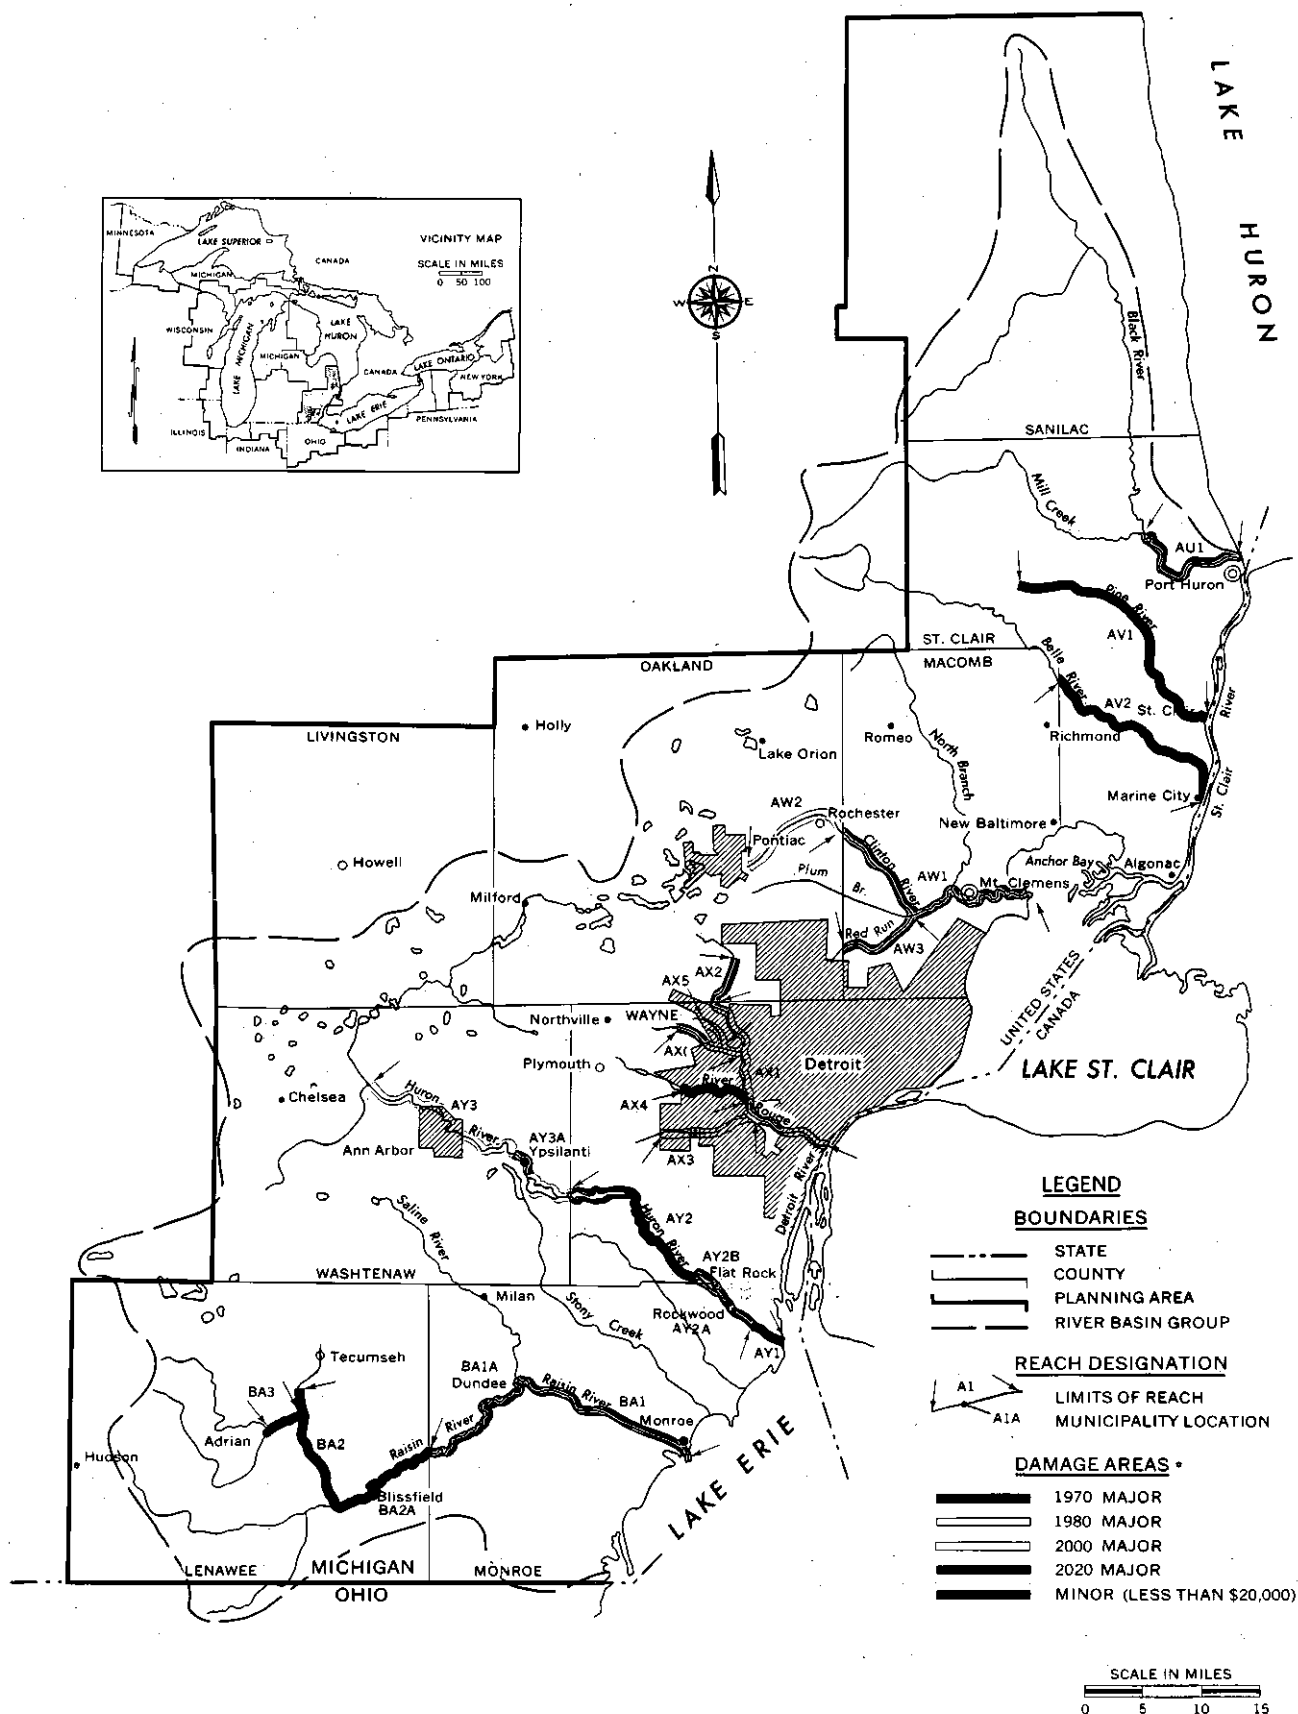 LAKE HURON
VICINITY MAP
SCALE IN MILES
0 50 100
MINNESOTA
LAKE SUPERIOR
CANADA
MICHIGAN
WISCONSIN
LAKE MICHIGAN
MICHIGAN
LAKE HURON
CANADA
LAKE ONTARIO
NEW YORK
LAKE ERIE
PENNSYLVANIA
ILLINOIS
INDIANA
OHIO
N
W E
S
Black River
SANILAC
Mill Creek
AU1
Port Huron
Pine River
AV1
ST. CLAIR
MACOMB
OAKLAND
Belle River
AV2
St. Clair
River
St. Clair
LIVINGSTON
Holly
Lake Orion
Romeo
North Branch
Richmond
Marine City
AW2
Rochester
New Baltimore
Pontiac
Clinton River
Howell
Plum Br.
AW1
Mt. Clemens
Anchor Bay
Algonac
Milford
Red Run
AW3
AX5
AX2
WAYNE
Northville
UNITED STATES
CANADA
Plymouth
AX1
Detroit
LAKE ST. CLAIR
Chelsea
Huron River
AY3
River
AX4
Rouge
Ann Arbor
AY3A
Ypsilanti
AX3
Detroit River
Saline River
Huron River
AY2
AY2B
Flat Rock
WASHTENAW
Milan
Stony Creek
Rockwood
AY2A
AY1
Tecumseh
BA3
BA1A
Dundee
Raisin River
BA1
Monroe
Adrian
BA2
Raisin River
Hudson
Blissfield
BA2A
LAKE ERIE
LENAWEE
MICHIGAN
MONROE
OHIO
LEGEND
BOUNDARIES
STATE
COUNTY
PLANNING AREA
RIVER BASIN GROUP
REACH DESIGNATION
A1
LIMITS OF REACH
A1A
MUNICIPALITY LOCATION
DAMAGE AREAS *
1970 MAJOR
1980 MAJOR
2000 MAJOR
2020 MAJOR
MINOR (LESS THAN $20,000)
SCALE IN MILES
0 5 10 15